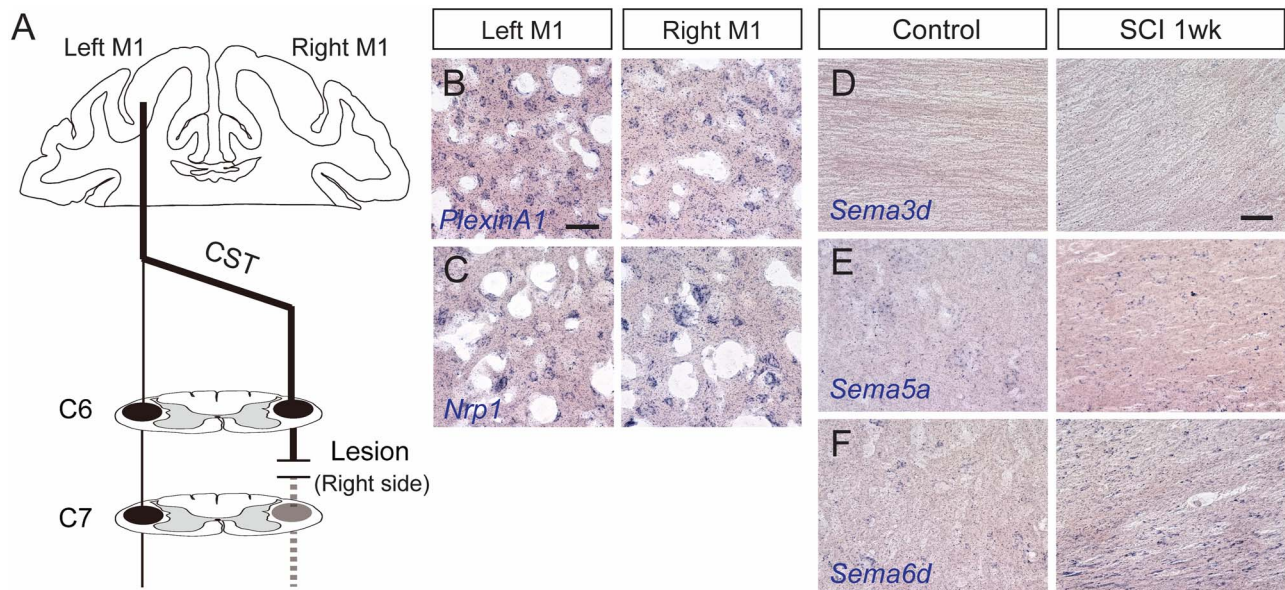 A
Left M1
Right M1
CST
C6
Lesion
(Right side)
C7
Left M1
Right M1
B
PlexinA1
C
Nrp1
Control
SCI 1wk
D
Sema3d
E
Sema5a
F
Sema6d